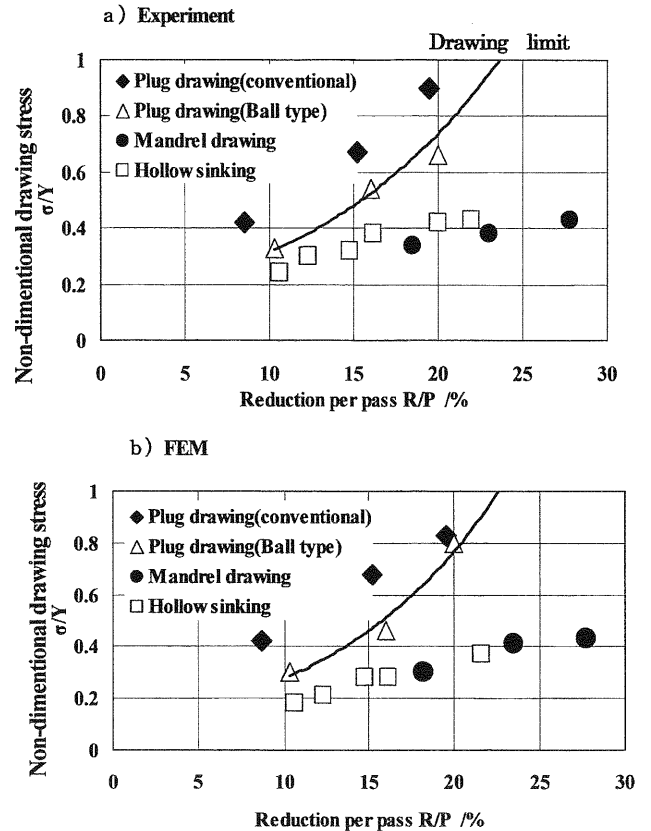 a) Experiment
Drawing limit
1
0.8
0.6
0.4
0.2
0
Plug drawing(conventional)
Plug drawing(Ball type)
Mandrel drawing
Hollow sinking
Non-dimentional drawing stress
σ/Y
0 5 10 15 20 25 30
Reduction per pass R/P /%
b) FEM
1
0.8
0.6
0.4
0.2
0
Plug drawing(conventional)
Plug drawing(Ball type)
Mandrel drawing
Hollow sinking
Non-dimentional drawing stress
σ/Y
0 5 10 15 20 25 30
Reduction per pass R/P /%